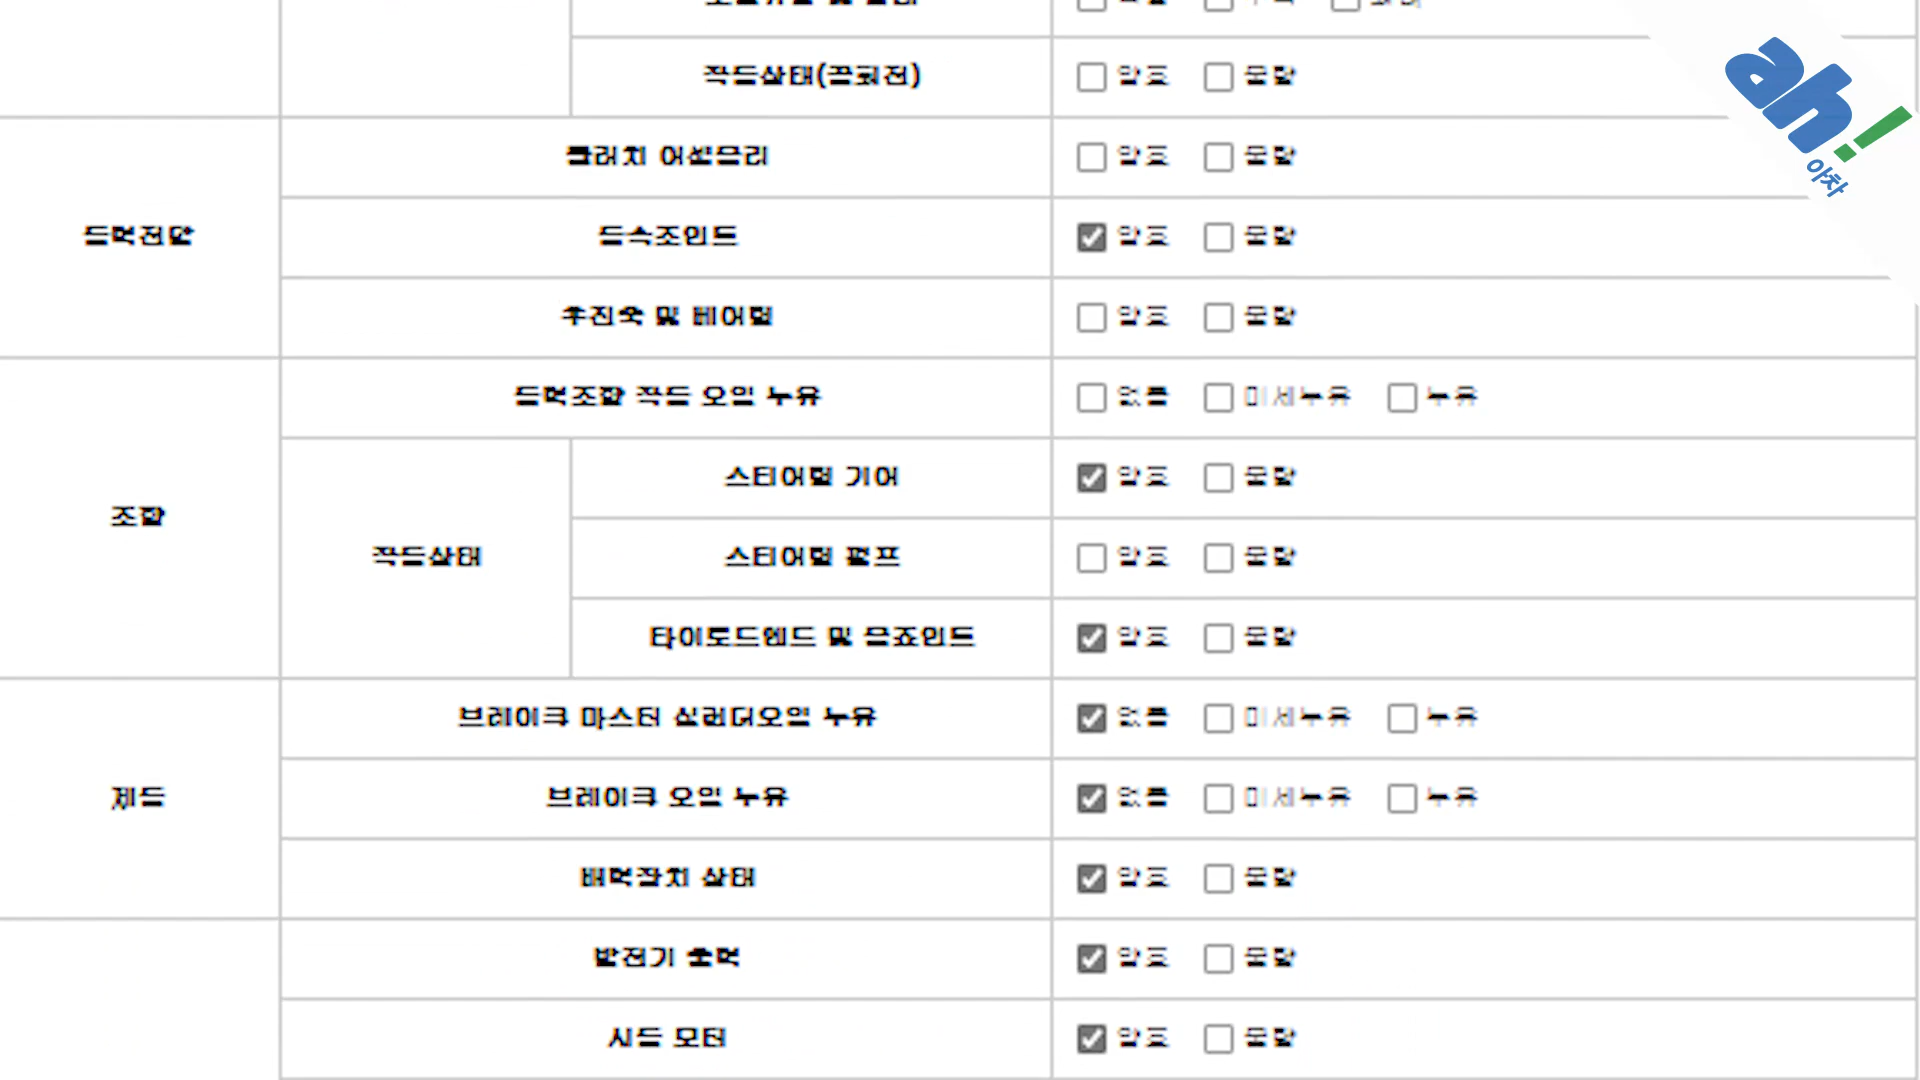 작동상태(공회전)
양호 불량
클러치 어셈블리
양호 불량
동력전달
등속조인트
양호 불량
추진축 및 베어링
양호 불량
동력조향 작동 오일 누유
없음 미세누유 누유
조향
작동상태
스티어링 기어
양호 불량
스티어링 펌프
양호 불량
타이로드엔드 및 볼죠인트
양호 불량
제동
브레이크 마스터 실린더오일 누유
없음 미세누유 누유
브레이크 오일 누유
없음 미세누유 누유
배력장치 상태
양호 불량
발전기 출력
양호 불량
시동 모터
양호 불량
ah!
아차